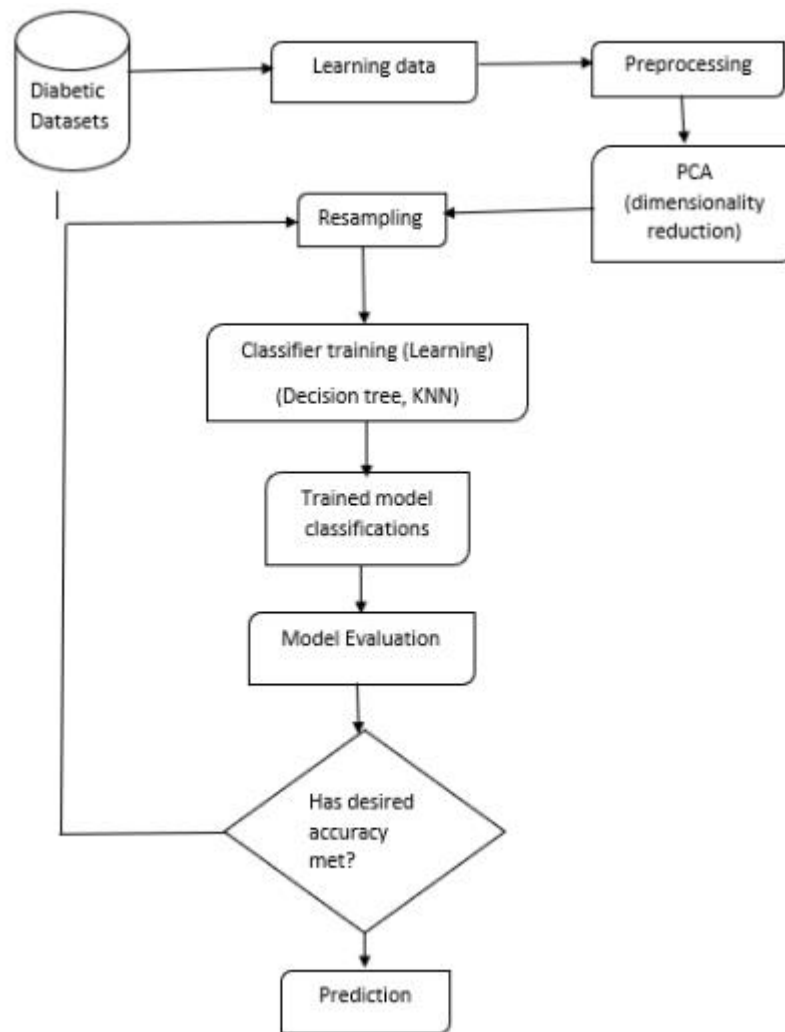 Diabetic
Datasets
Learning data
Preprocessing
PCA
(dimensionality
reduction)
Resampling
Classifier training (Learning)
(Decision tree, KNN)
Trained model
classifications
Model Evaluation
Has desired
accuracy
met?
Prediction